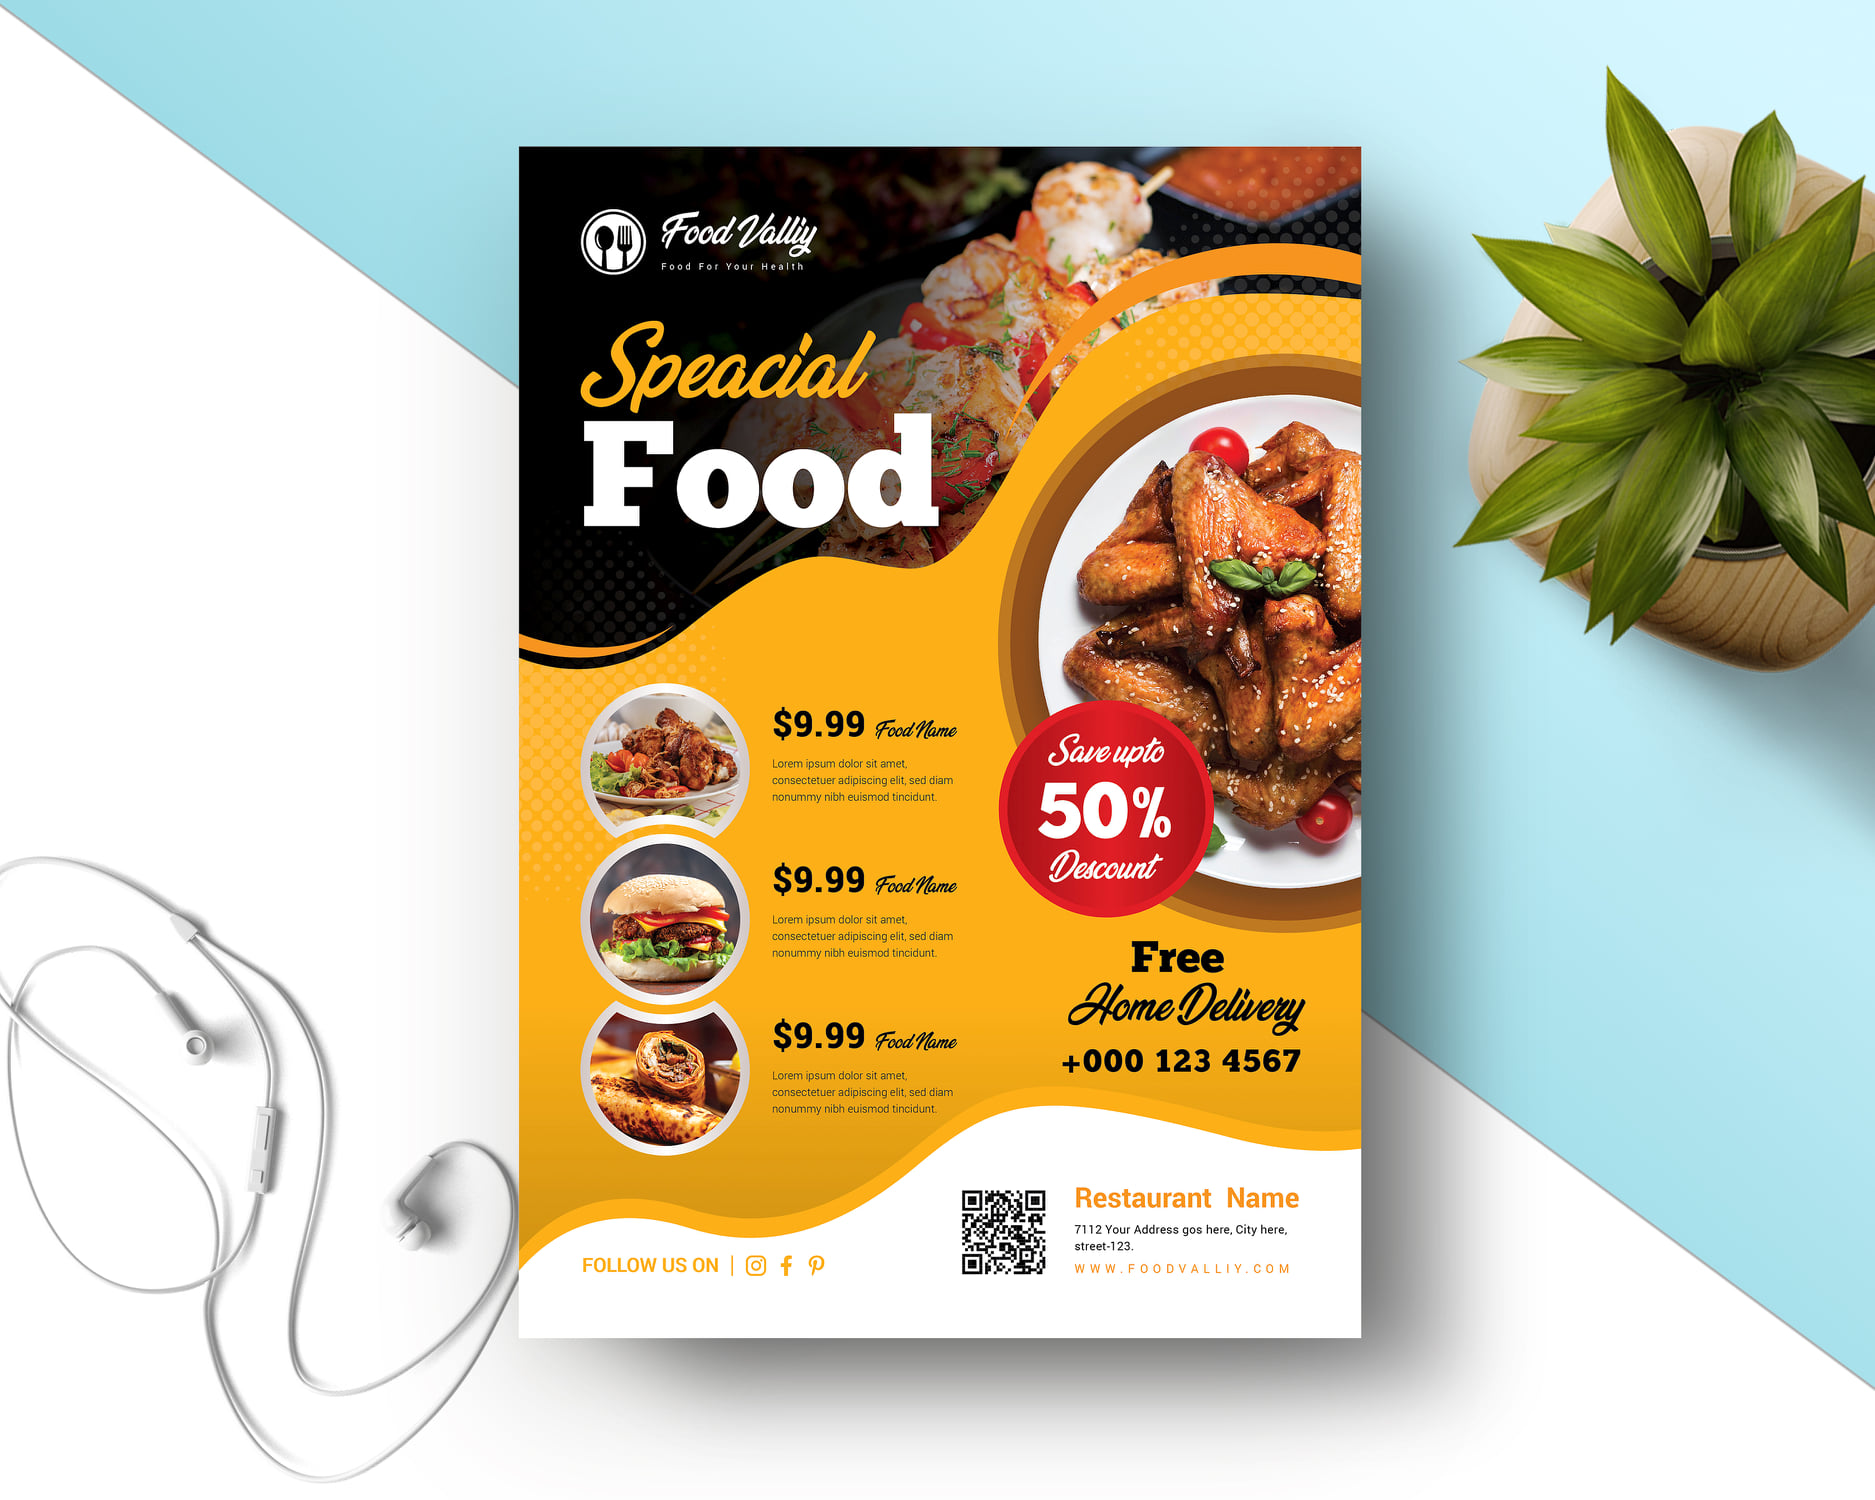 Food Valliy
Food For Your Health
Speacial
Food
$9.99 Food Name
Lorem ipsum dolor sit amet,
consectetuer adipiscing elit, sed diam
nonummy nibh euismod tincidunt.
$9.99 Food Name
Lorem ipsum dolor sit amet,
consectetuer adipiscing elit, sed diam
nonummy nibh euismod tincidunt.
$9.99 Food Name
Lorem ipsum dolor sit amet,
consectetuer adipiscing elit, sed diam
nonummy nibh euismod tincidunt.
Save upto
50%
Descount
Free
Home Delivery
+000 123 4567
FOLLOW US ON |
Restaurant Name
7112 Your Address gos here, City here,
street-123.
WWW.FOODVALLIY.COM